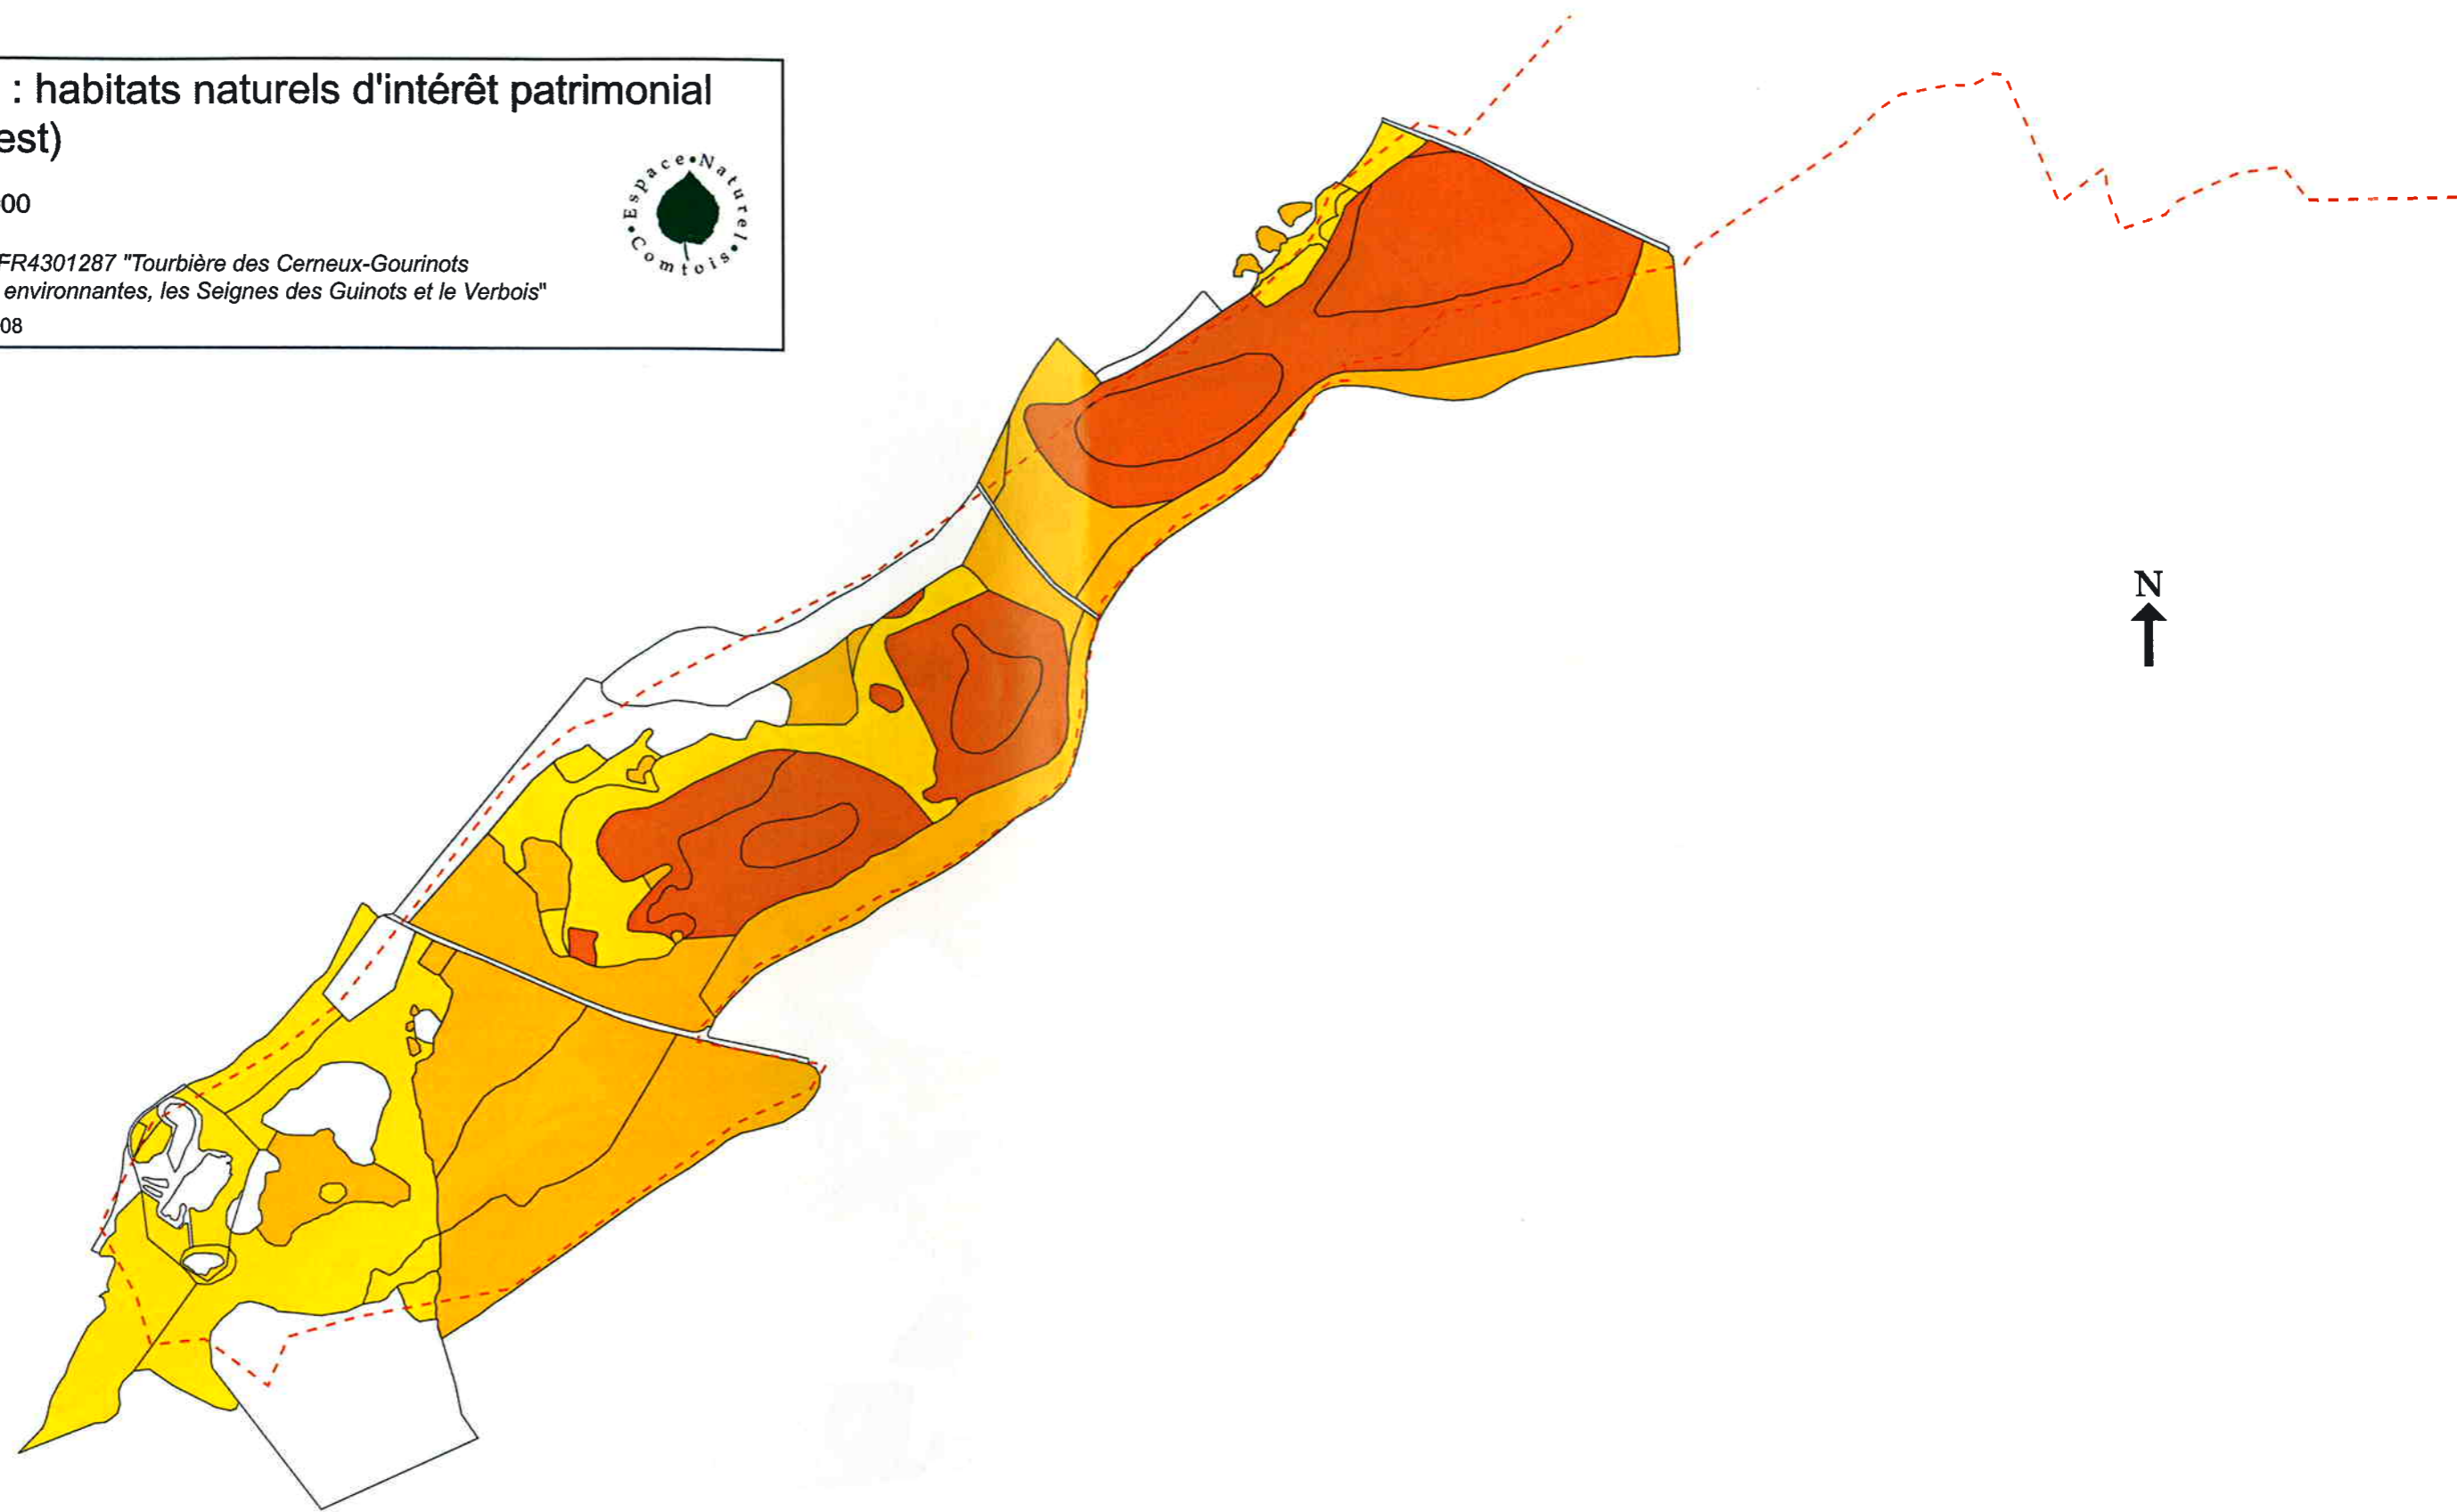 : habitats naturels d'intérêt patrimonial
est)
00
FR4301287 "Tourbière des Cerneux-Gourinots
environnantes, les Seignes des Guinots et le Verbois"
08
Espace•Naturel•Comtois•
N